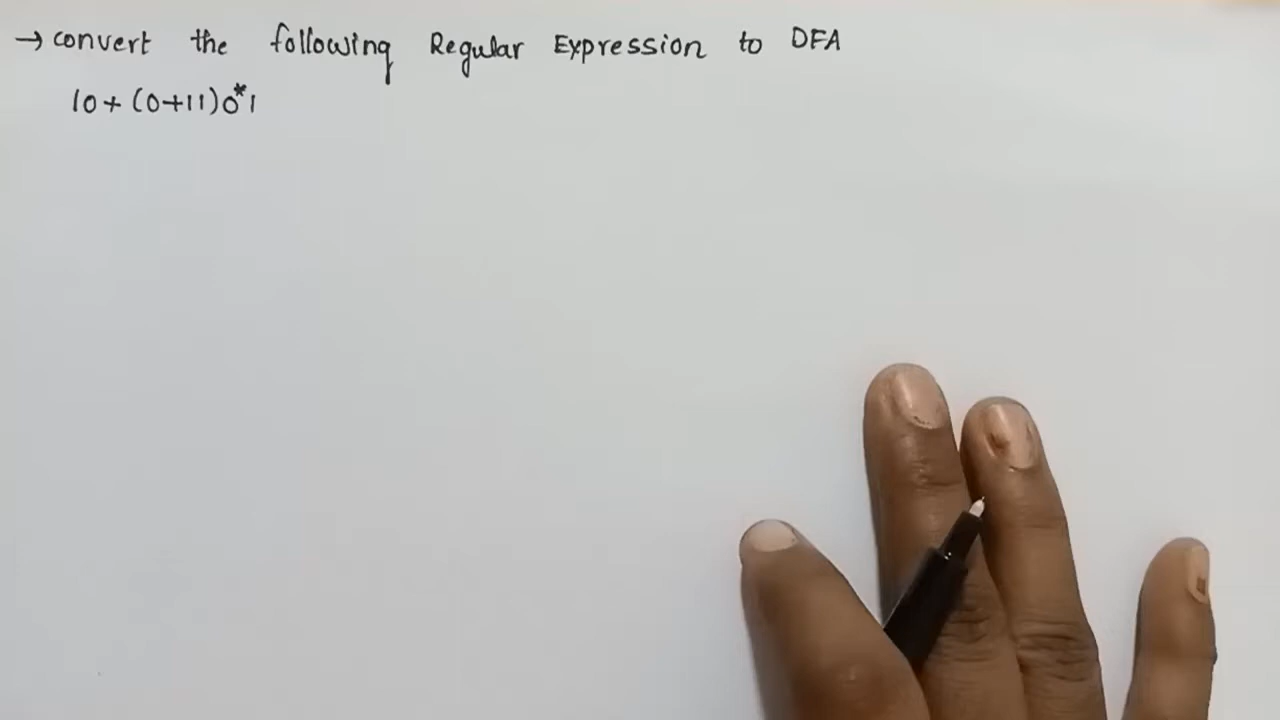 → convert the following Regular Expression to DFA
10+(0+11)0*1